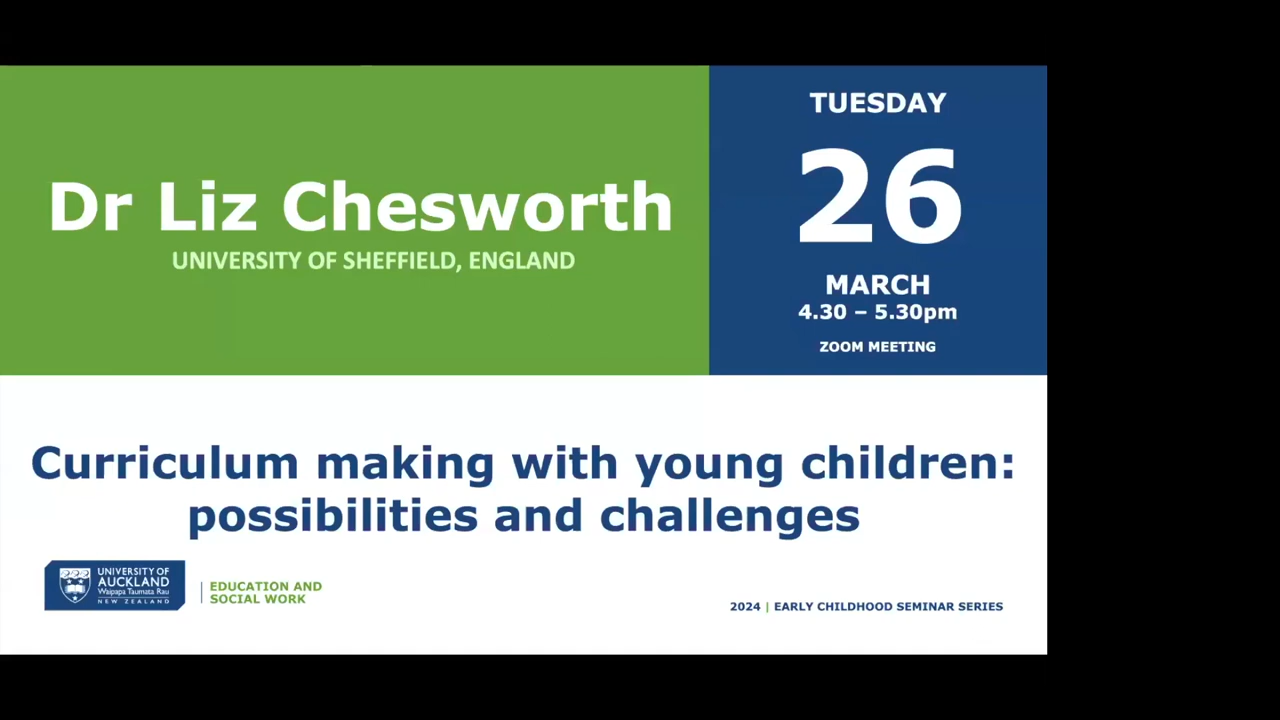 Dr Liz Chesworth
UNIVERSITY OF SHEFFIELD, ENGLAND
TUESDAY
26
MARCH
4.30 – 5.30pm
ZOOM MEETING
Curriculum making with young children:
possibilities and challenges
UNIVERSITY OF
AUCKLAND
Waipapa Taumata Rau
NEW ZEALAND
EDUCATION AND
SOCIAL WORK
2024 | EARLY CHILDHOOD SEMINAR SERIES